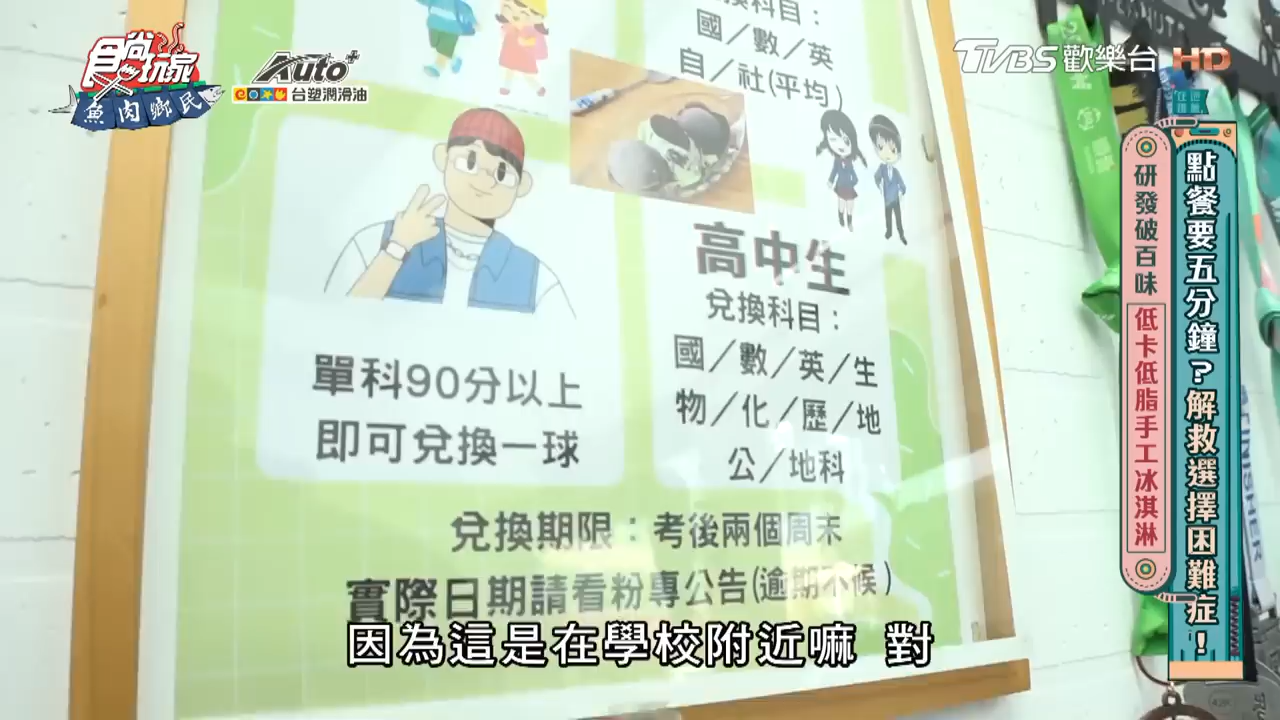 食尚玩家
魚肉鄉民
Auto+
台塑潤滑油
TVBS歡樂台 HD
兌換科目：
國／數／英
自／社(平均)
高中生
兌換科目：
國／數／英／生
物／化／歷／地
公／地科
單科90分以上
即可兌換一球
兌換期限：考後兩個周末
實際日期請看粉專公告(逾期不候)
因為這是在學校附近嘛 對
點餐要五分鐘？解救選擇困難症！
研發破百味 低卡低脂手工冰淇淋
FINISHER